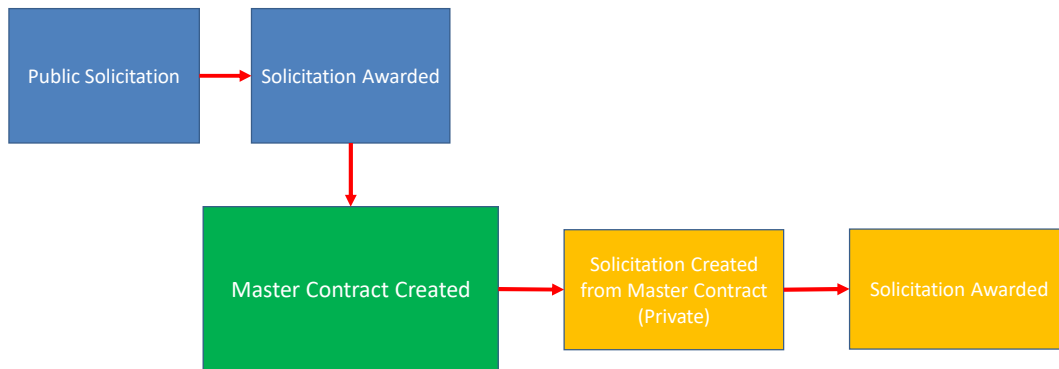 Public Solicitation
Solicitation Awarded
Master Contract Created
Solicitation Created
from Master Contract
(Private)
Solicitation Awarded